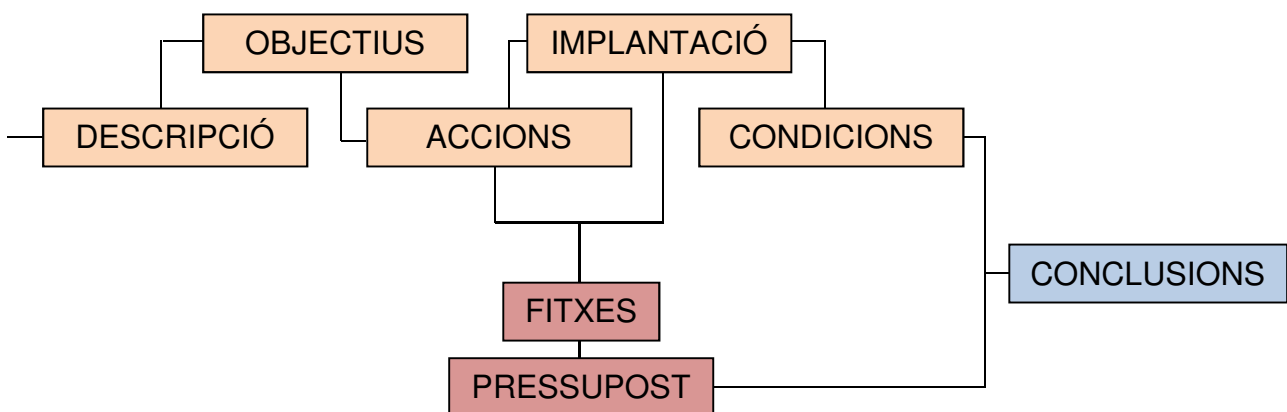 OBJECTIUS
IMPLANTACIÓ
DESCRIPCIÓ
ACCIONS
CONDICIONS
CONCLUSIONS
FITXES
PRESSUPOST